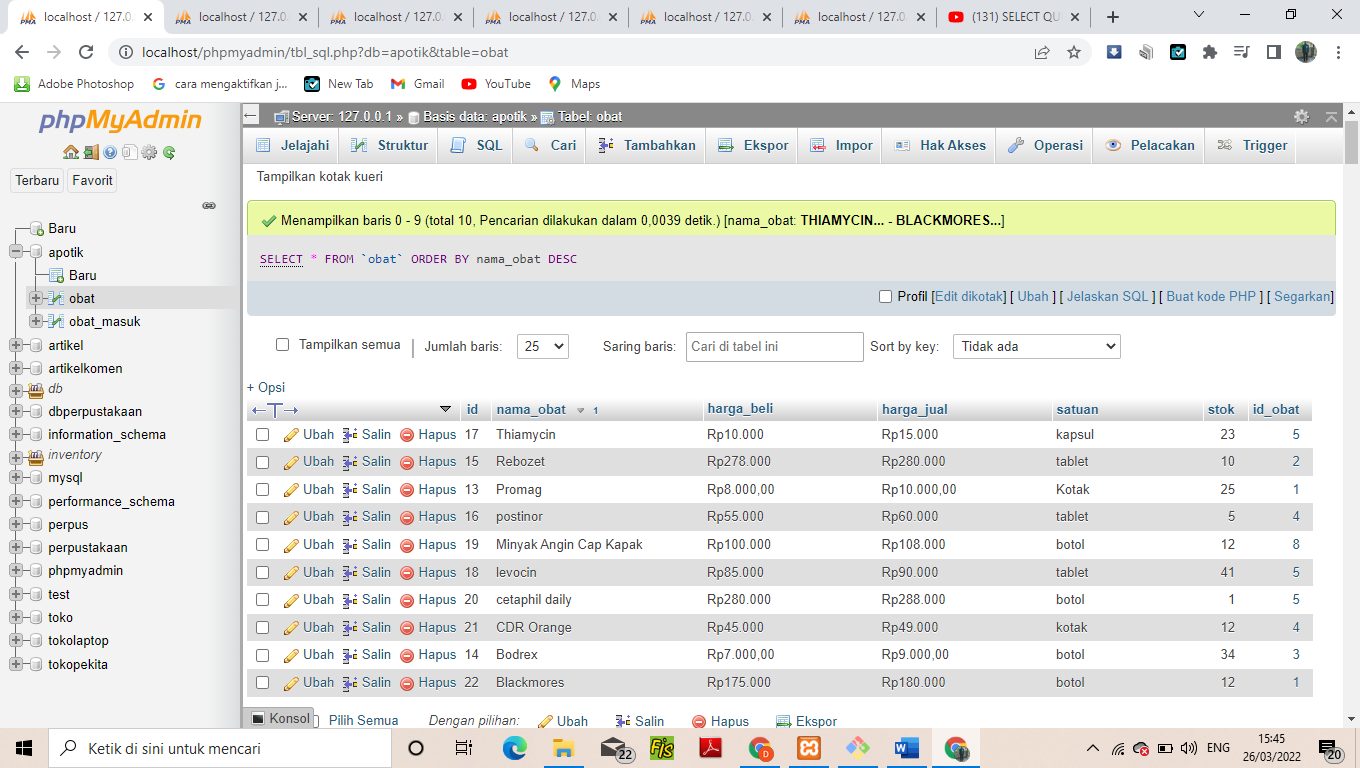 localhost / 127.0. localhost / 127.0. localhost / 127.0. localhost / 127.0. localhost / 127.0. localhost / 127.0. (131) SELECT QU
localhost/phpmyadmin/tbl_sql.php?db=apotik&table=obat
Adobe Photoshop cara mengaktifkan j... New Tab Gmail YouTube Maps
phpMyAdmin
Terbaru Favorit
Baru
apotik
Baru
obat
obat_masuk
artikel
artikelkomen
db
dbperpustakaan
information_schema
inventory
mysql
performance_schema
perpus
perpustakaan
phpmyadmin
test
toko
tokolaptop
tokopekita
Server: 127.0.0.1 » Basis data: apotik » Tabel: obat
Jelajahi Struktur SQL Cari Tambahkan Ekspor Impor Hak Akses Operasi Pelacakan Trigger
Tampilkan kotak kueri
Menampilkan baris 0 - 9 (total 10, Pencarian dilakukan dalam 0,0039 detik.) [nama_obat: THIAMYCIN... - BLACKMORES...]
SELECT * FROM `obat` ORDER BY nama_obat DESC
Profil [Edit dikotak] [ Ubah ] [ Jelaskan SQL ] [ Buat kode PHP ] [ Segarkan]
Tampilkan semua | Jumlah baris: 25 Saring baris: Cari di tabel ini Sort by key: Tidak ada
+ Opsi
←T→ id nama_obat 1 harga_beli harga_jual satuan stok id_obat
Ubah Salin Hapus 17 Thiamycin Rp10.000 Rp15.000 kapsul 23 5
Ubah Salin Hapus 15 Rebozet Rp278.000 Rp280.000 tablet 10 2
Ubah Salin Hapus 13 Promag Rp8.000,00 Rp10.000,00 Kotak 25 1
Ubah Salin Hapus 16 postinor Rp55.000 Rp60.000 tablet 5 4
Ubah Salin Hapus 19 Minyak Angin Cap Kapak Rp100.000 Rp108.000 botol 12 8
Ubah Salin Hapus 18 levocin Rp85.000 Rp90.000 tablet 41 5
Ubah Salin Hapus 20 cetaphil daily Rp280.000 Rp288.000 botol 1 5
Ubah Salin Hapus 21 CDR Orange Rp45.000 Rp49.000 kotak 12 4
Ubah Salin Hapus 14 Bodrex Rp7.000,00 Rp9.000,00 botol 34 3
Ubah Salin Hapus 22 Blackmores Rp175.000 Rp180.000 botol 12 1
Konsol Pilih Semua Dengan pilihan: Ubah Salin Hapus Ekspor
Ketik di sini untuk mencari 22 ENG 15:45 20
26/03/2022